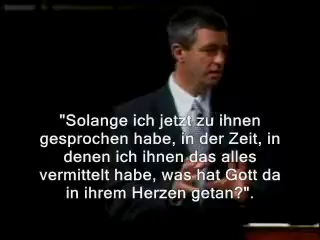 "Solange ich jetzt zu ihnen
gesprochen habe, in der Zeit, in
denen ich ihnen das alles
vermittelt habe, was hat Gott da
in ihrem Herzen getan?".